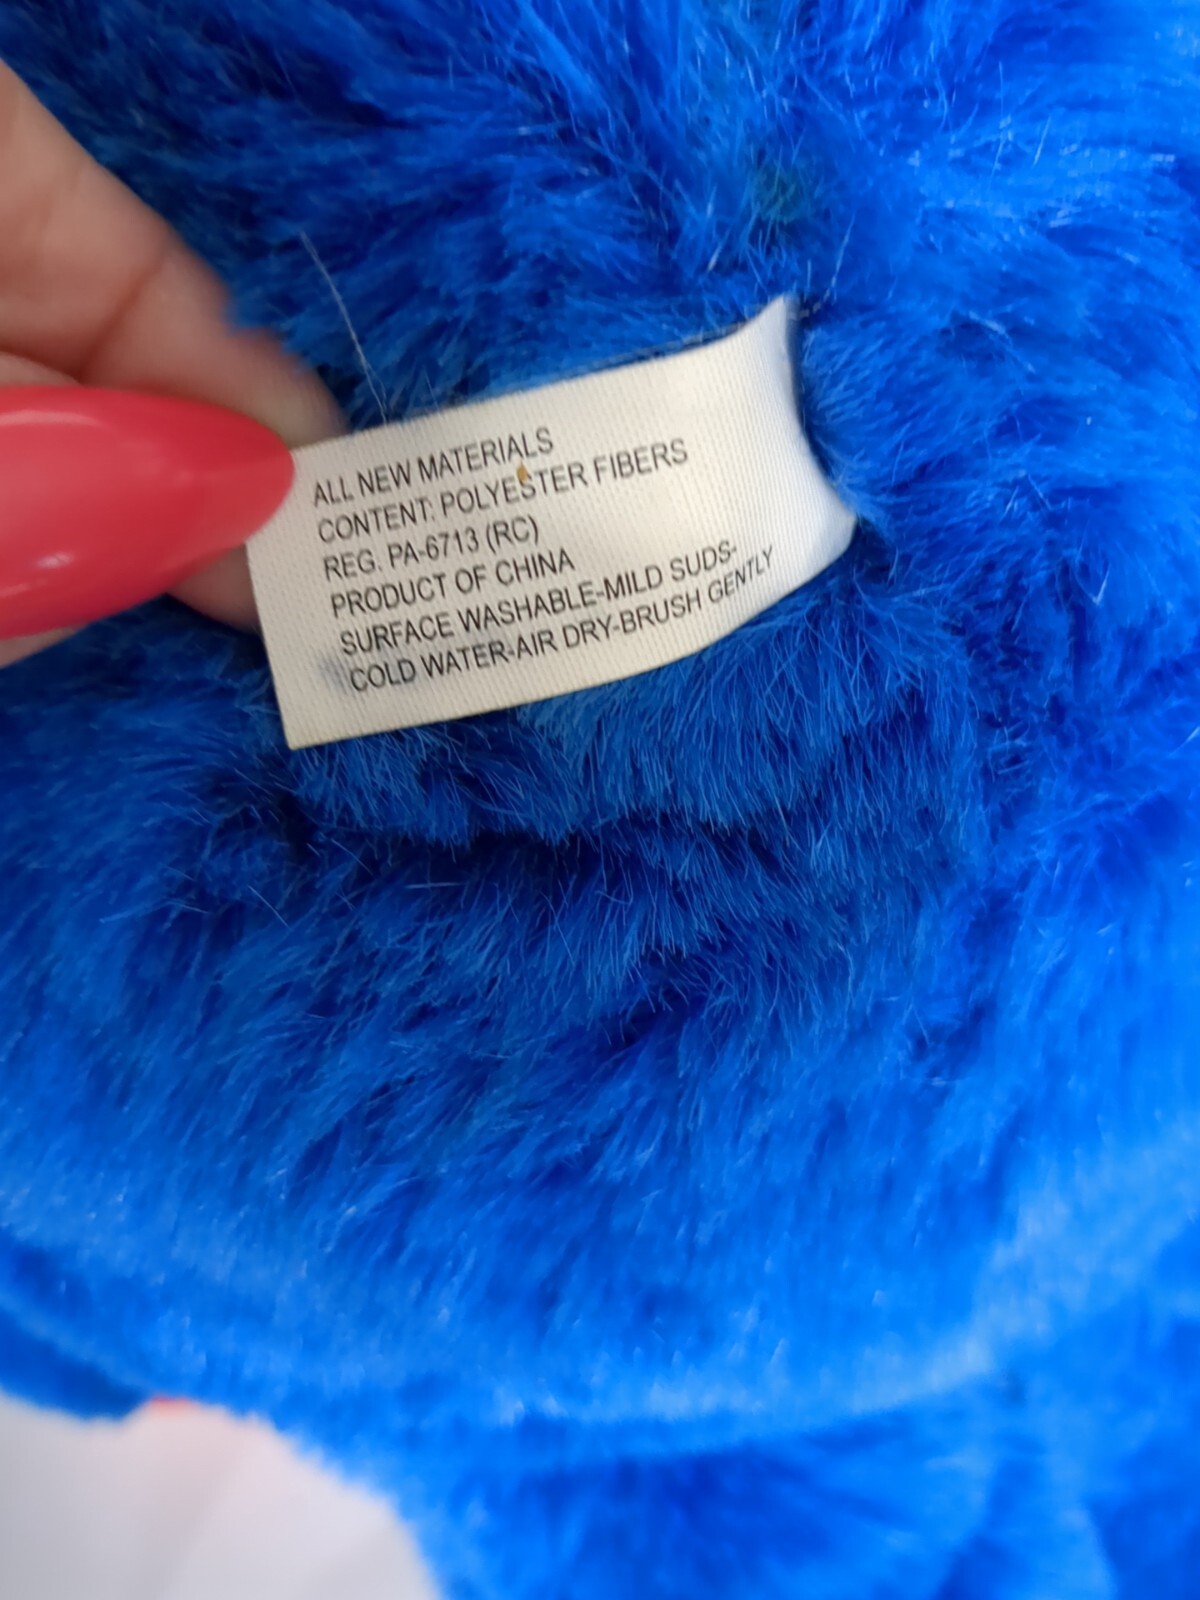 ALL NEW MATERIALS
CONTENT: POLYESTER FIBERS
REG. PA-6713 (RC)
PRODUCT OF CHINA
SURFACE WASHABLE-MILD SUDS-
COLD WATER-AIR DRY-BRUSH GENTLY